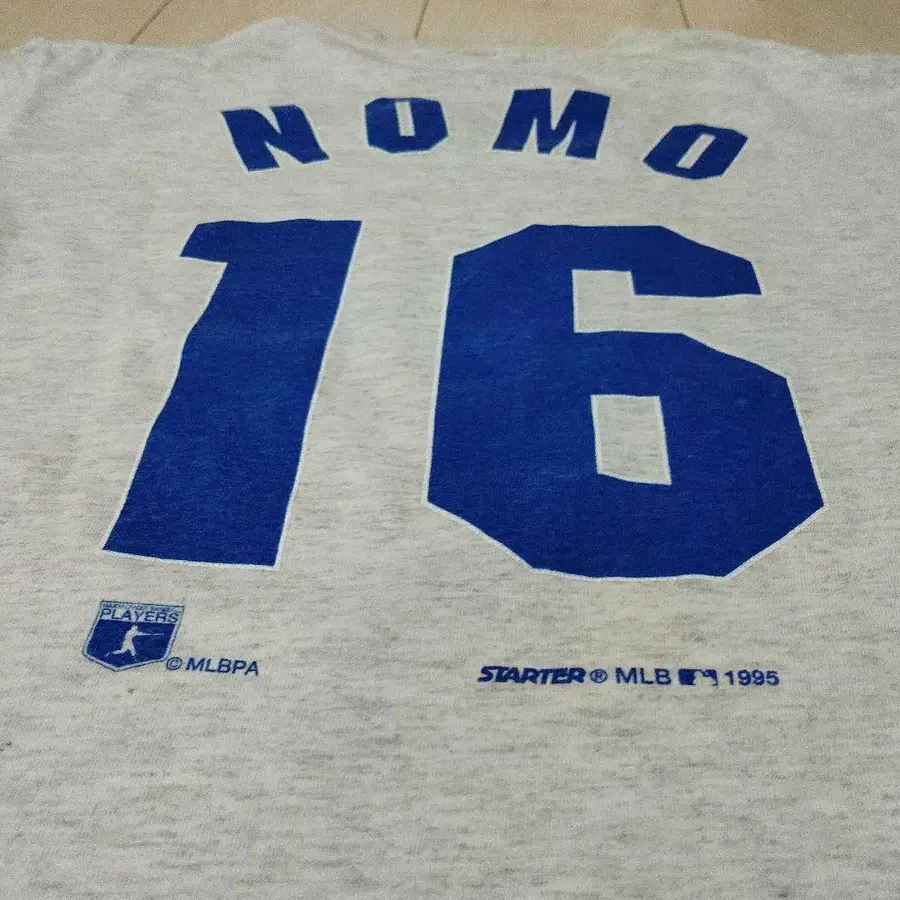 NOMO
16
PLAYERS
© MLBPA
STARTER® MLB 1995